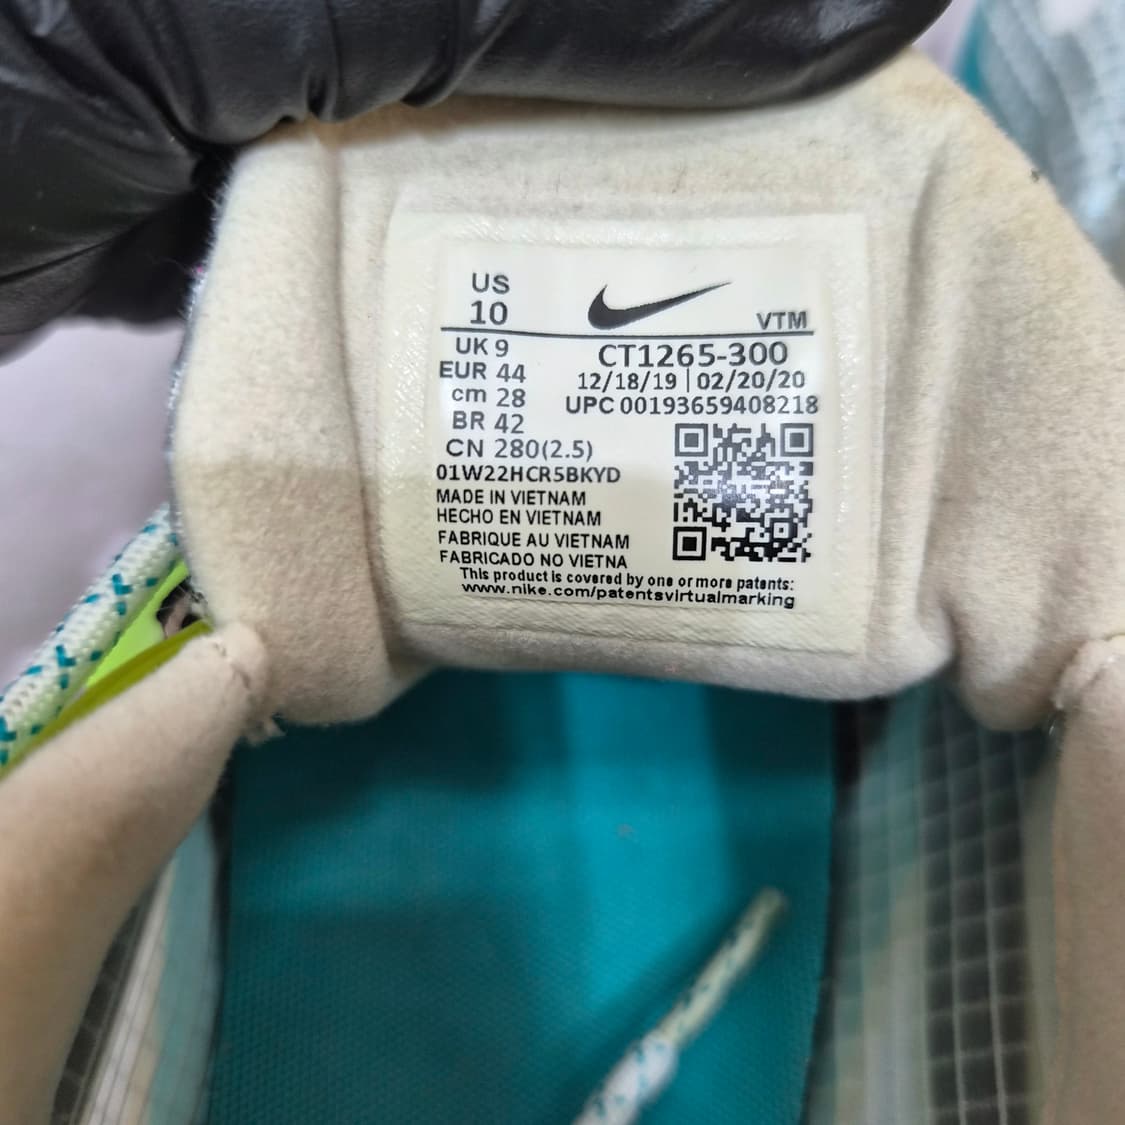 US
10
VTM
UK 9
EUR 44
cm 28
BR 42
CN 280(2.5)
CT1265-300
12/18/19 | 02/20/20
UPC 00193659408218
01W22HCR5BKYD
MADE IN VIETNAM
HECHO EN VIETNAM
FABRIQUE AU VIETNAM
FABRICADO NO VIETNA
This product is covered by one or more patents:
www.nike.com/patentsvirtualmarking